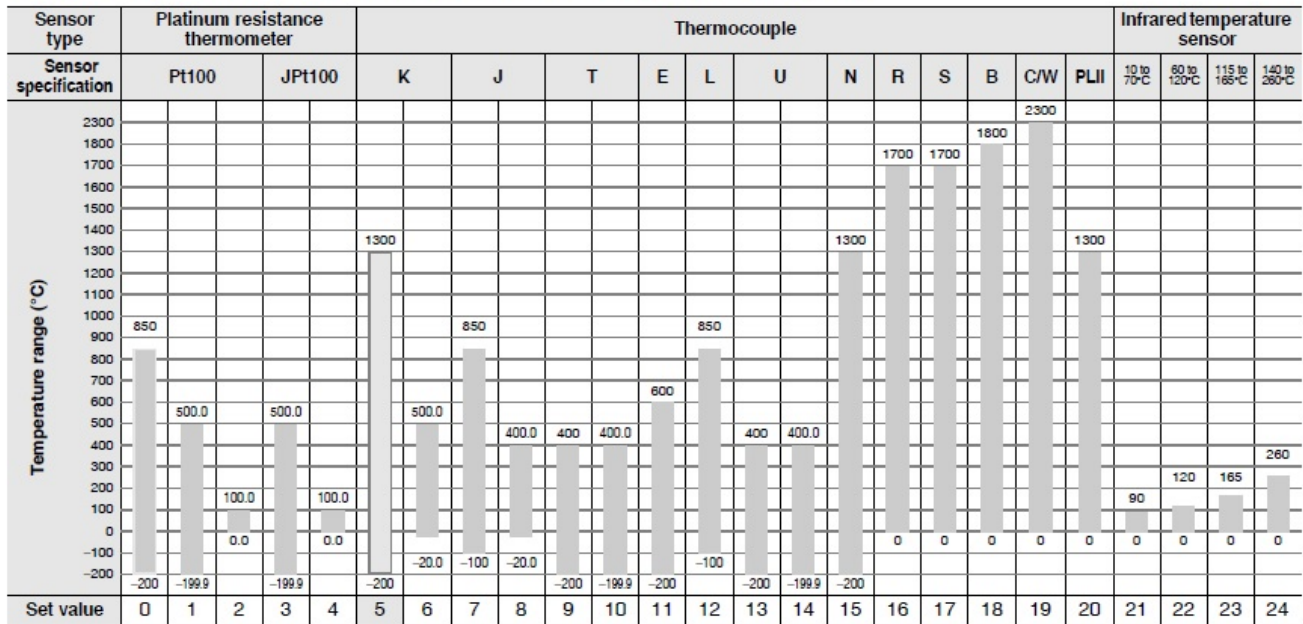 Sensor type Platinum resistance thermometer Thermocouple Infrared temperature sensor
Sensor specification Pt100 JPt100 K J T E L U N R S B C/W PLII 10 to 70°C 60 to 120°C 115 to 165°C 140 to 260°C
Temperature range (°C)
2300 2300
1800 1800
1700 1700 1700
1600
1500
1400
1300 1300 1300 1300
1200
1100
1000
900 850 850 850
800
700
600 600
500 500.0 500.0 500.0
400 400.0 400 400.0 400 400.0
300 260
200 120 165
100 100.0 100.0 90
0 0.0 0.0 0 0 0 0 0 0 0 0 0
−100 −20.0 −100 −20.0 −100
−200 −200 −199.9 −199.9 −200 −200 −199.9 −200 −200 −199.9 −200
Set value 0 1 2 3 4 5 6 7 8 9 10 11 12 13 14 15 16 17 18 19 20 21 22 23 24